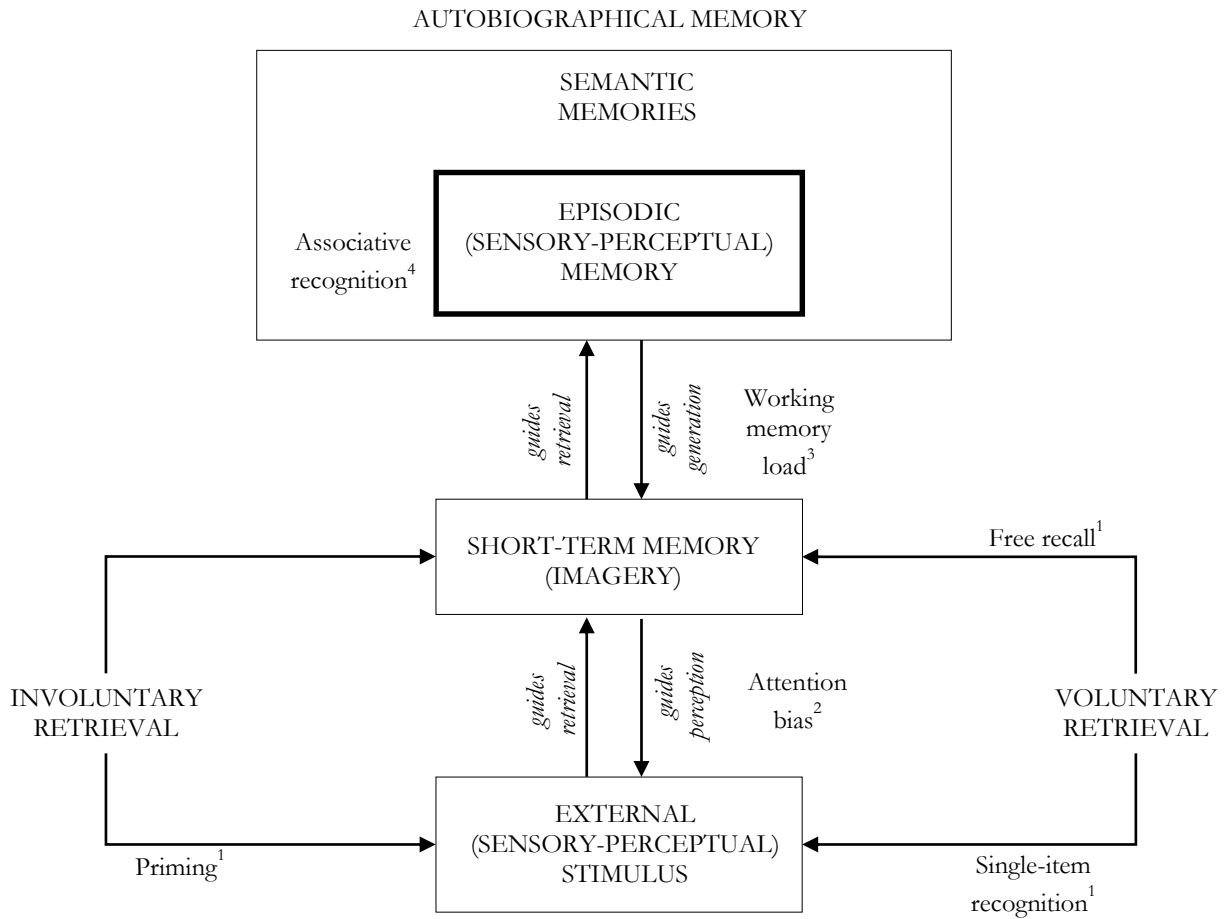 AUTOBIOGRAPHICAL MEMORY
SEMANTIC
MEMORIES
EPISODIC
(SENSORY-PERCEPTUAL)
MEMORY
Associative
recognition⁴
guides
retrieval
guides
generation
Working
memory
load³
SHORT-TERM MEMORY
(IMAGERY)
Free recall¹
INVOLUNTARY
RETRIEVAL
guides
retrieval
guides
perception
Attention
bias²
VOLUNTARY
RETRIEVAL
EXTERNAL
(SENSORY-PERCEPTUAL)
STIMULUS
Priming¹
Single-item
recognition¹